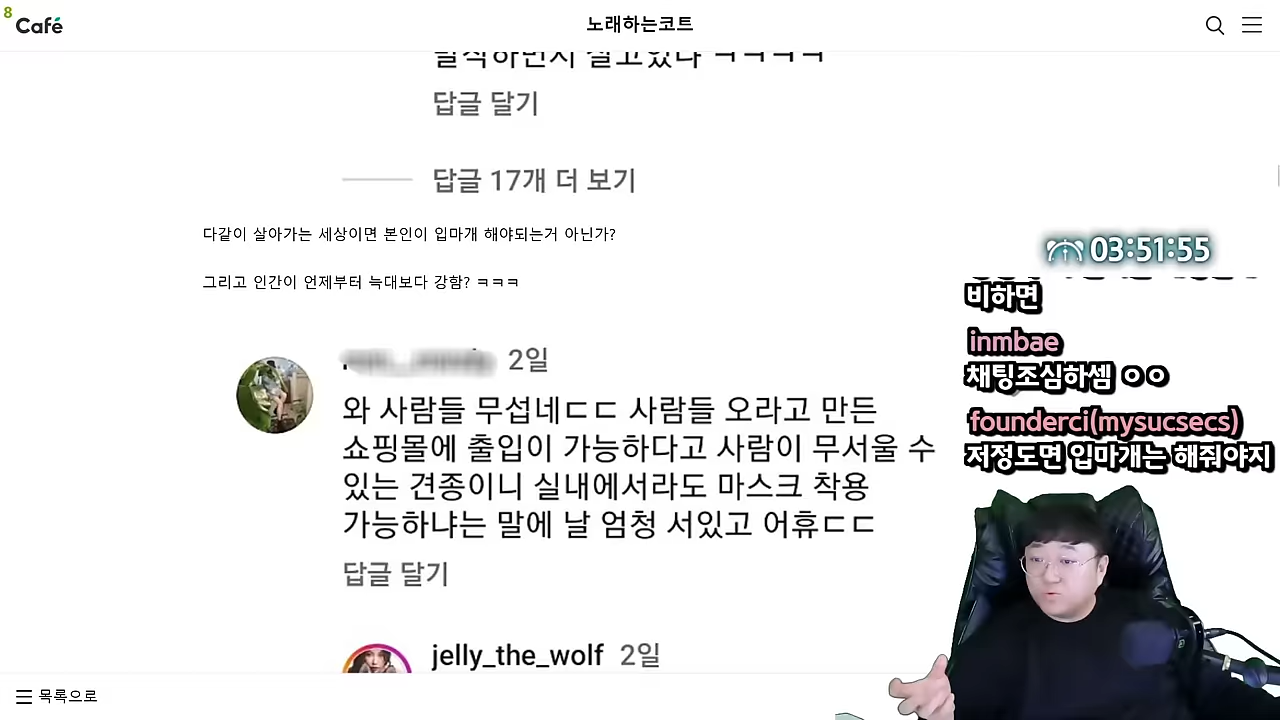 8
Café
노래하는코트
답글 달기
답글 17개 더 보기
다같이 살아가는 세상이면 본인이 입마개 해야되는거 아닌가?
그리고 인간이 언제부터 늑대보다 강함? ㅋㅋㅋ
03:51:55
비하면
inmbae
채팅조심하셈 ㅇㅇ
founderci(mysucsecs)
저정도면 입마개는 해줘야지
2일
와 사람들 무섭네ㄷㄷ 사람들 오라고 만든
쇼핑몰에 출입이 가능하다고 사람이 무서울 수
있는 견종이니 실내에서라도 마스크 착용
가능하냐는 말에 날 엄청 서있고 어휴ㄷㄷ
답글 달기
jelly_the_wolf 2일
목록으로